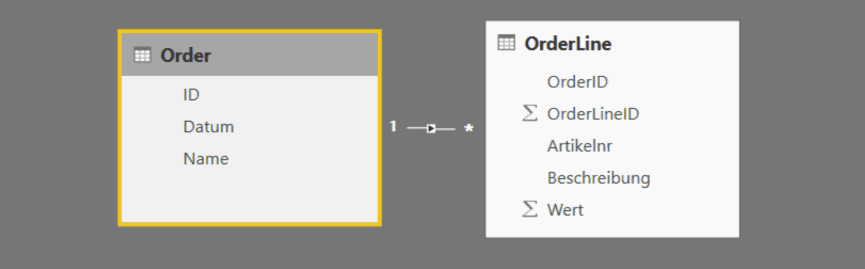 Order
ID
Datum
Name
1 *
OrderLine
OrderID
Σ OrderLineID
Artikelnr
Beschreibung
Σ Wert